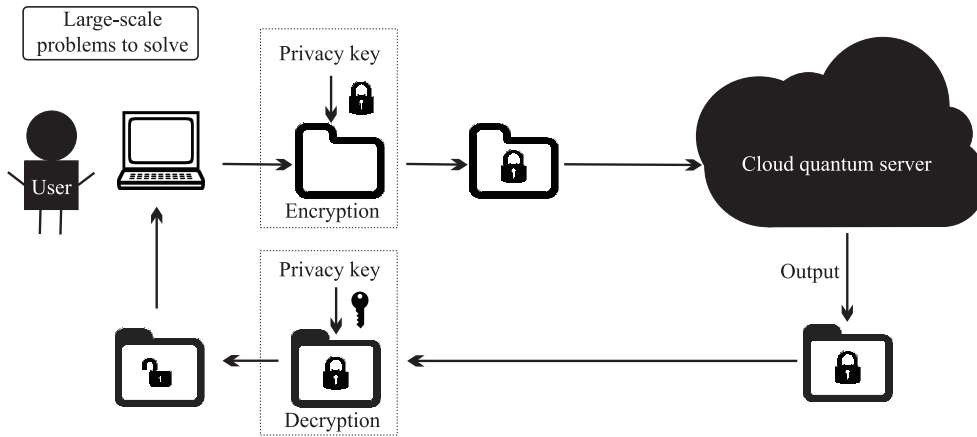 Large-scale
problems to solve
Privacy key
User
Encryption
Cloud quantum server
Privacy key
Output
Decryption